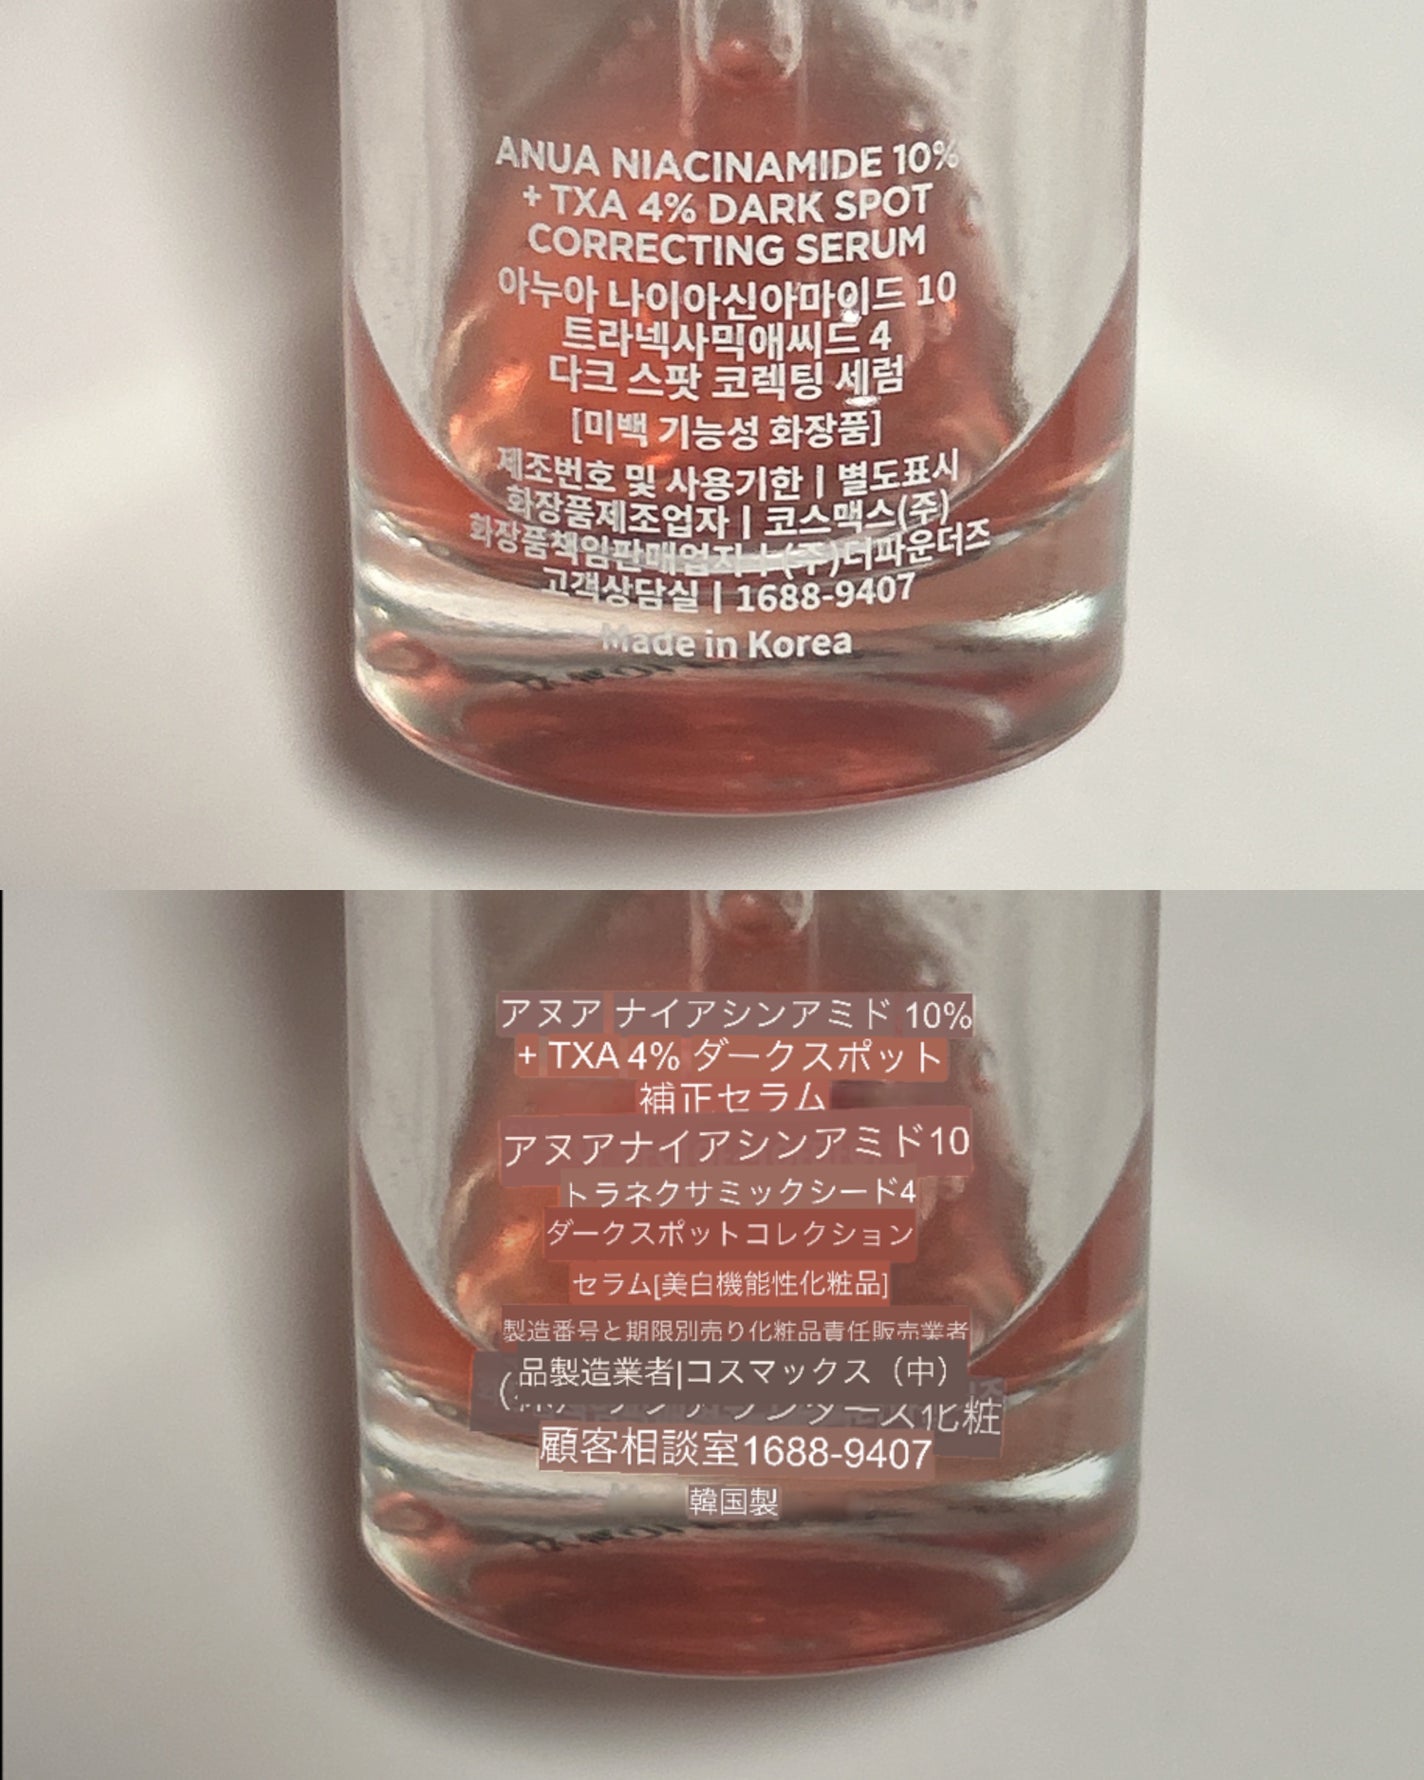 ANUA NIACINAMIDE 10%
+ TXA 4% DARK SPOT
CORRECTING SERUM
아누아 나이아신아마이드 10
트라넥사믹애씨드 4
다크 스팟 코렉팅 세럼
[미백 기능성 화장품]
제조번호 및 사용기한 | 별도표시
화장품제조업자 | 코스맥스(주)
화장품책임판매업자 | (주)더파운더즈
고객상담실 | 1688-9407
Made in Korea
アヌア ナイアシンアミド 10%
+ TXA 4% ダークスポット
補正セラム
アヌアナイアシンアミド10
トラネクサミックシード4
ダークスポットコレクション
セラム[美白機能性化粧品]
製造番号と期限別売り化粧品責任販売業者
品製造業者|コスマックス（中）
ス化粧
顧客相談室1688-9407
韓国製